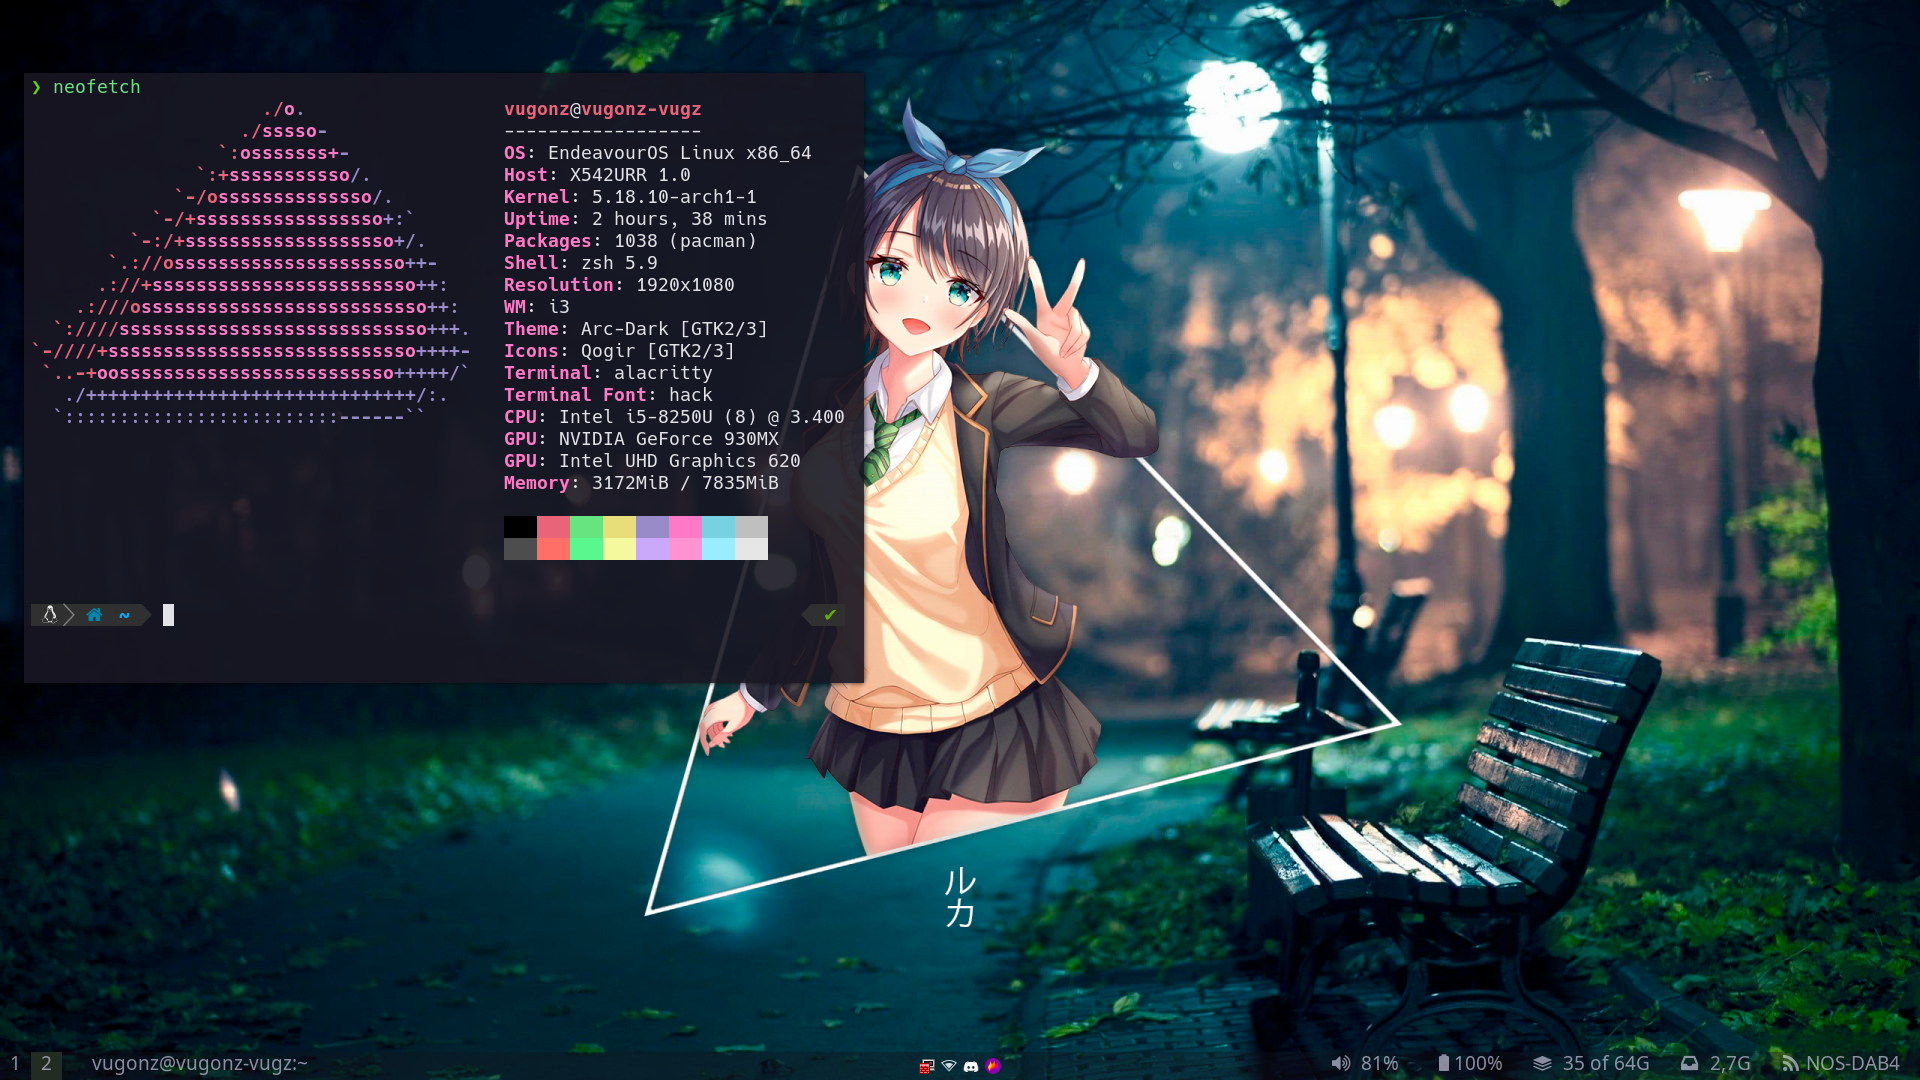 ❯ neofetch
./o.
./sssso-
`:osssssss+-
`:+sssssssssso/.
`-/ossssssssssssso/.
`-/+sssssssssssssssso+:`
`-:/+sssssssssssssssssso+/.
`.://osssssssssssssssssssso++-
.://+ssssssssssssssssssssssso++:
.:///ossssssssssssssssssssssssso++:
`:////ssssssssssssssssssssssssssso+++.
`-////+ssssssssssssssssssssssssssso++++-
`..-+oosssssssssssssssssssssssso+++++/`
./++++++++++++++++++++++++++++++/:.
`:::::::::::::::::::::::::------``
vugonz@vugonz-vugz
------------------
OS: EndeavourOS Linux x86_64
Host: X542URR 1.0
Kernel: 5.18.10-arch1-1
Uptime: 2 hours, 38 mins
Packages: 1038 (pacman)
Shell: zsh 5.9
Resolution: 1920x1080
WM: i3
Theme: Arc-Dark [GTK2/3]
Icons: Qogir [GTK2/3]
Terminal: alacritty
Terminal Font: hack
CPU: Intel i5-8250U (8) @ 3.400
GPU: NVIDIA GeForce 930MX
GPU: Intel UHD Graphics 620
Memory: 3172MiB / 7835MiB
~ ✔
ルカ
1 2 vugonz@vugonz-vugz:~ 81% 100% 35 of 64G 2,7G NOS-DAB4